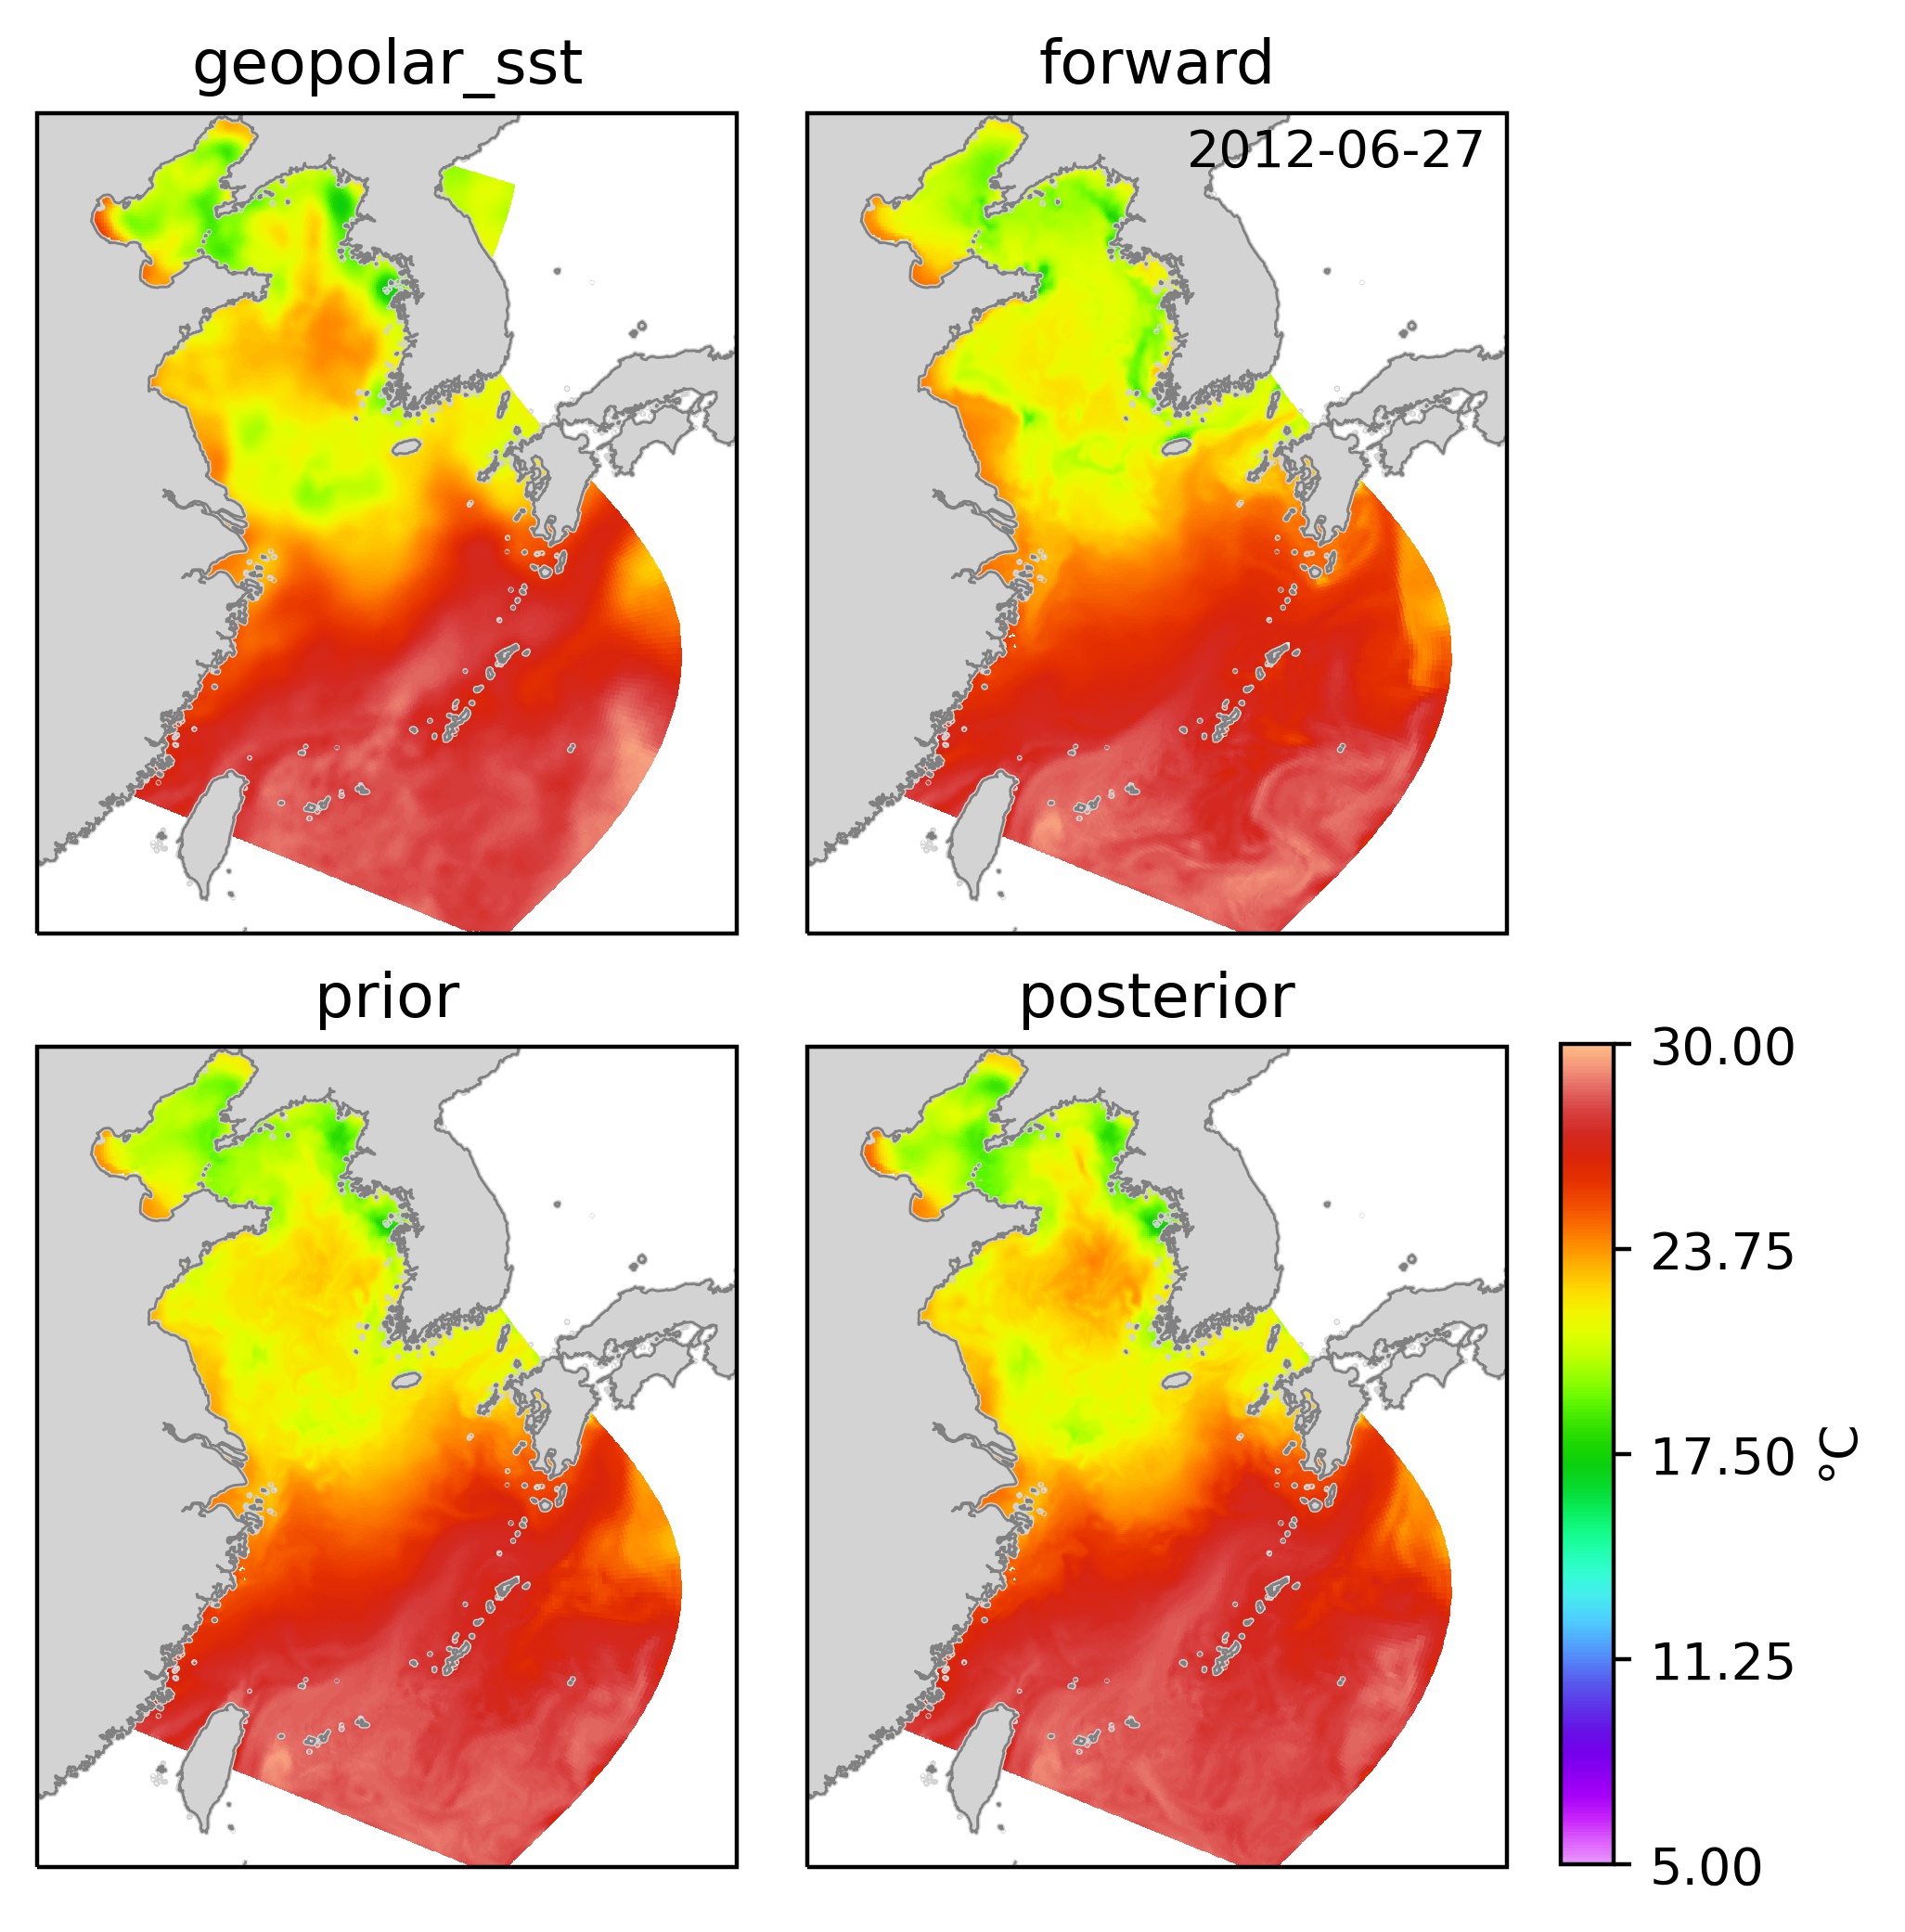 geopolar_sst
forward
2012-06-27
prior
posterior
30.00
23.75
17.50
11.25
5.00
°C